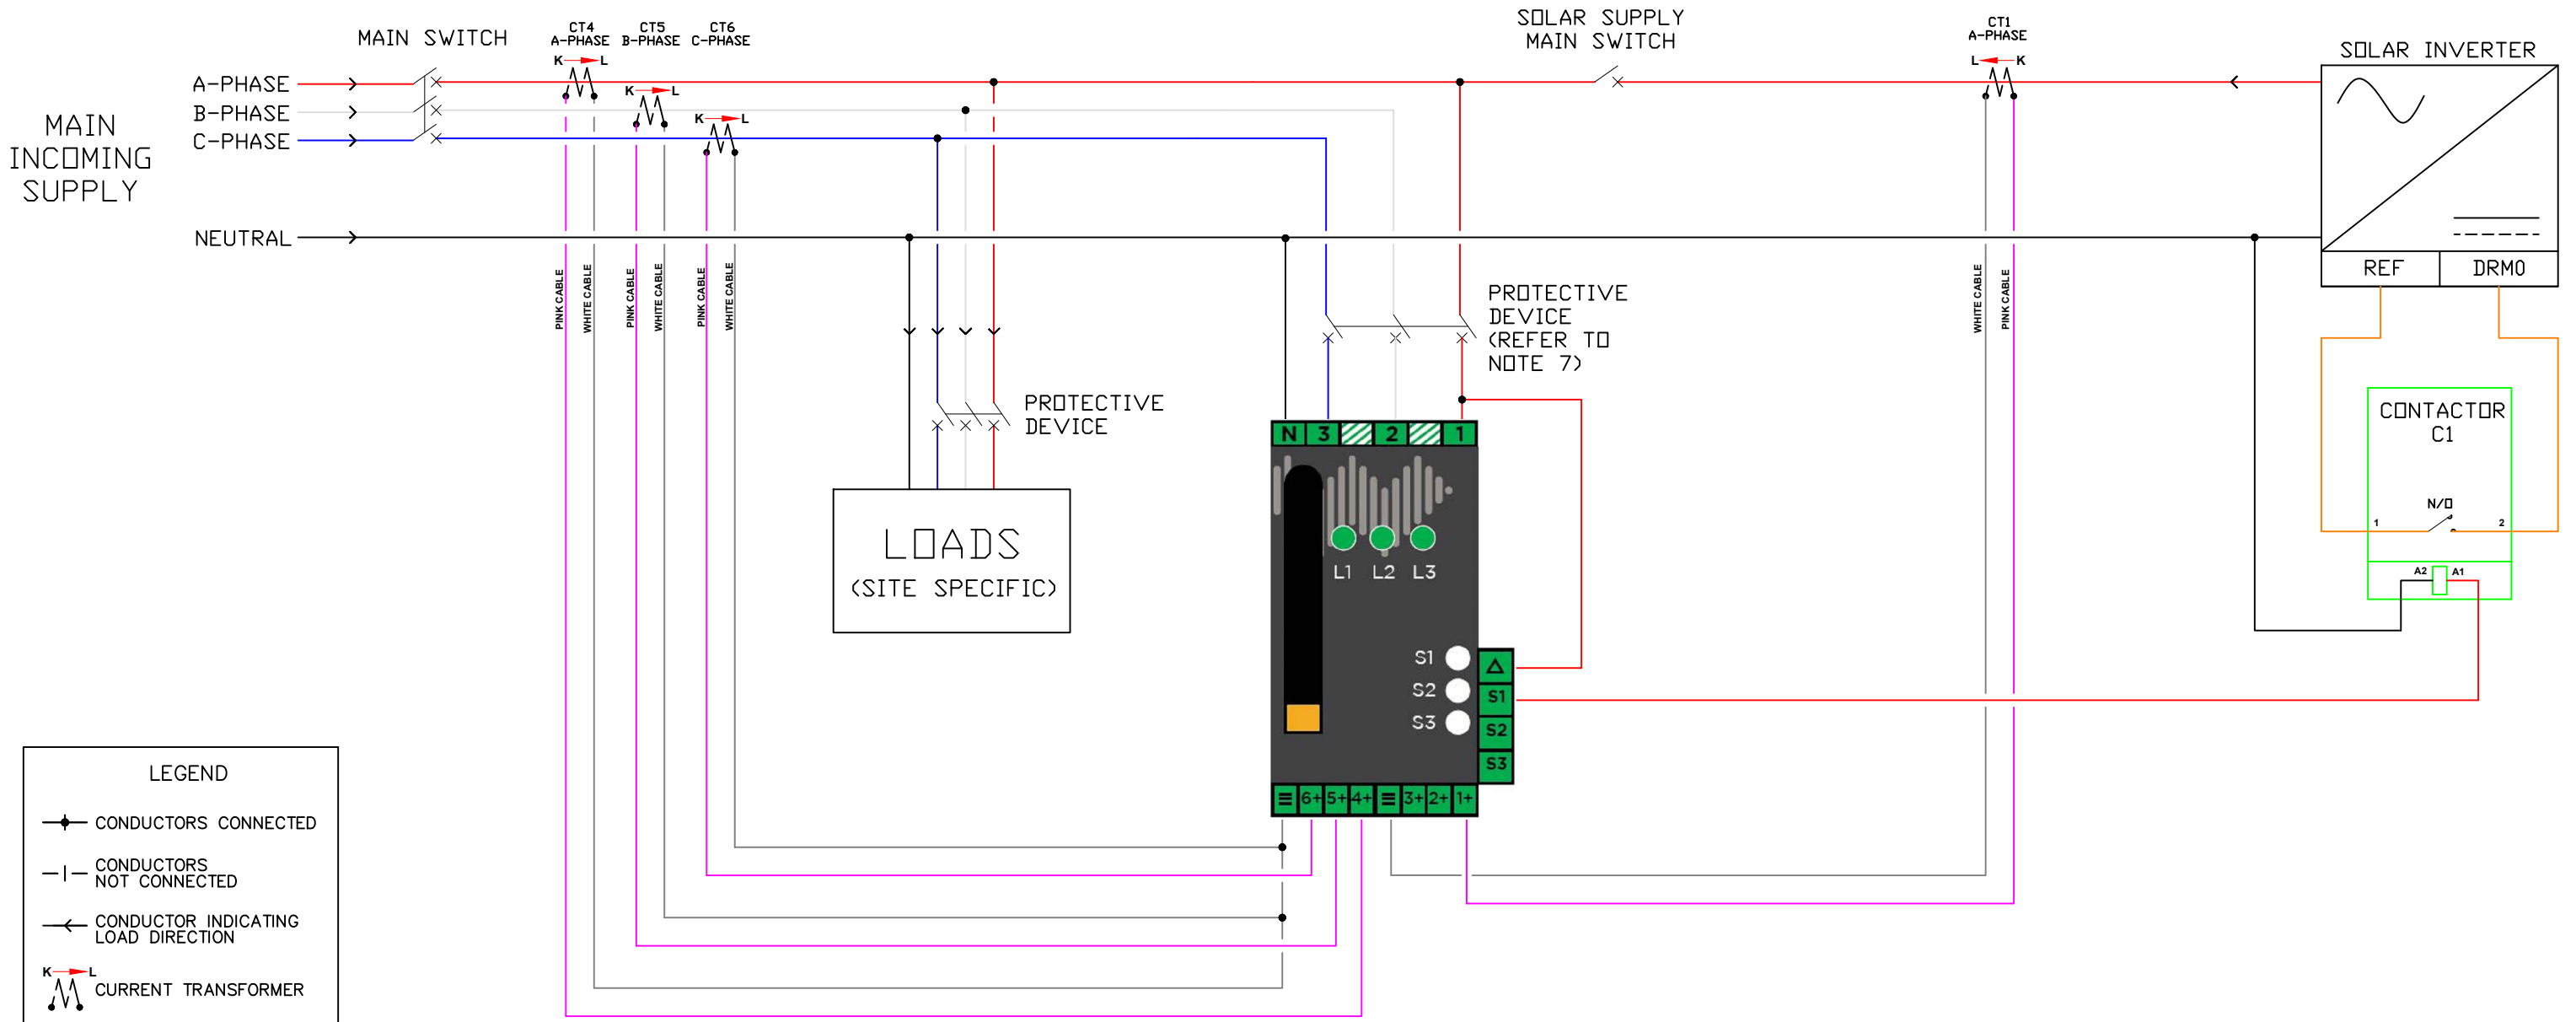 MAIN SWITCH
CT4
A-PHASE
CT5
B-PHASE
CT6
C-PHASE
SOLAR SUPPLY
MAIN SWITCH
CT1
A-PHASE
SOLAR INVERTER
K L
K L
K L
L K
A-PHASE
B-PHASE
C-PHASE
MAIN
INCOMING
SUPPLY
NEUTRAL
PINK CABLE
WHITE CABLE
PINK CABLE
WHITE CABLE
PINK CABLE
WHITE CABLE
WHITE CABLE
PINK CABLE
REF DRM0
PROTECTIVE
DEVICE
(REFER TO
NOTE 7)
PROTECTIVE
DEVICE
CONTACTOR
C1
N/O
1 2
A2 A1
LOADS
(SITE SPECIFIC)
N 3 2 1
L1 L2 L3
S1
S2
S3
Δ
S1
S2
S3
≡ 6+ 5+ 4+ ≡ 3+ 2+ 1+
LEGEND
CONDUCTORS CONNECTED
CONDUCTORS
NOT CONNECTED
CONDUCTOR INDICATING
LOAD DIRECTION
K L
CURRENT TRANSFORMER